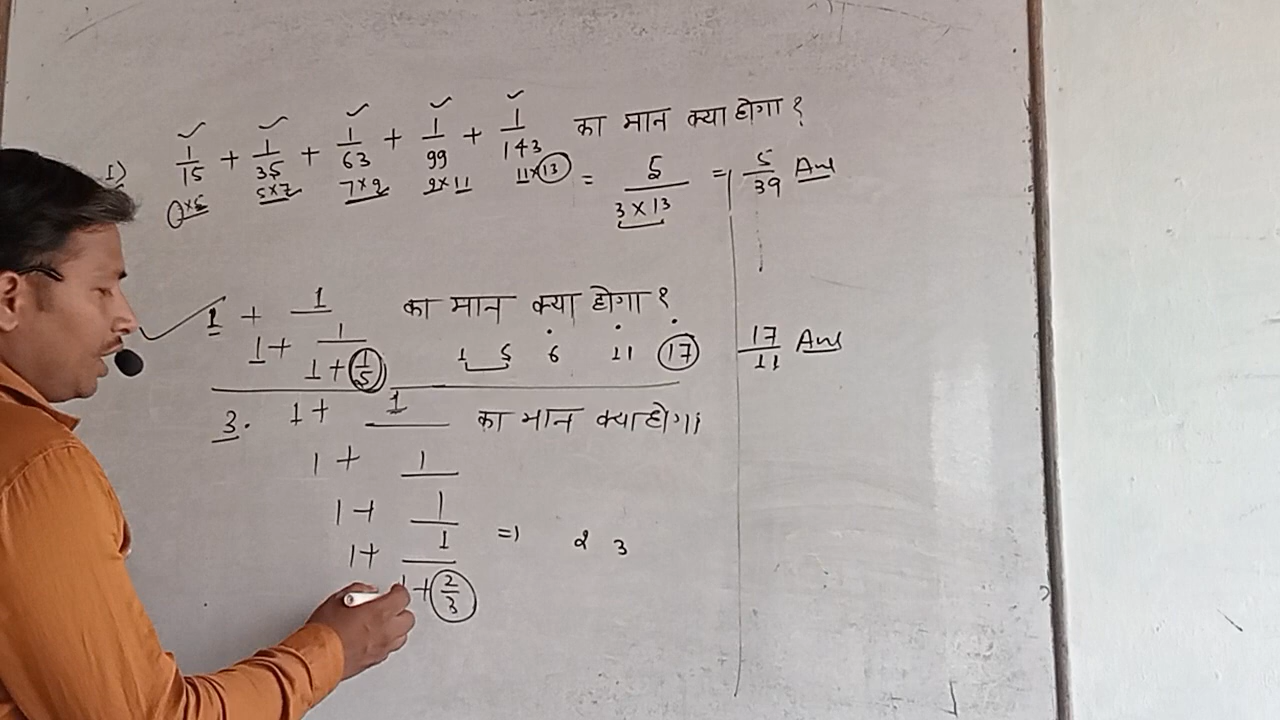 1) 1/15 + 1/35 + 1/63 + 1/99 + 1/143 का मान क्या होगा ?
×5 5×7 7×9 9×11 11×13
= 5/(3×13) = 5/39 Ans
1 + 1
1 + 1
1 + 1/5
का मान क्या होगा ?
1 5 6 11 17
17/11 Ans
3. 1 + 1 का मान क्या होगा
1 + 1
1 + 1
1 + 1
1 + 2/3
=1 2 3